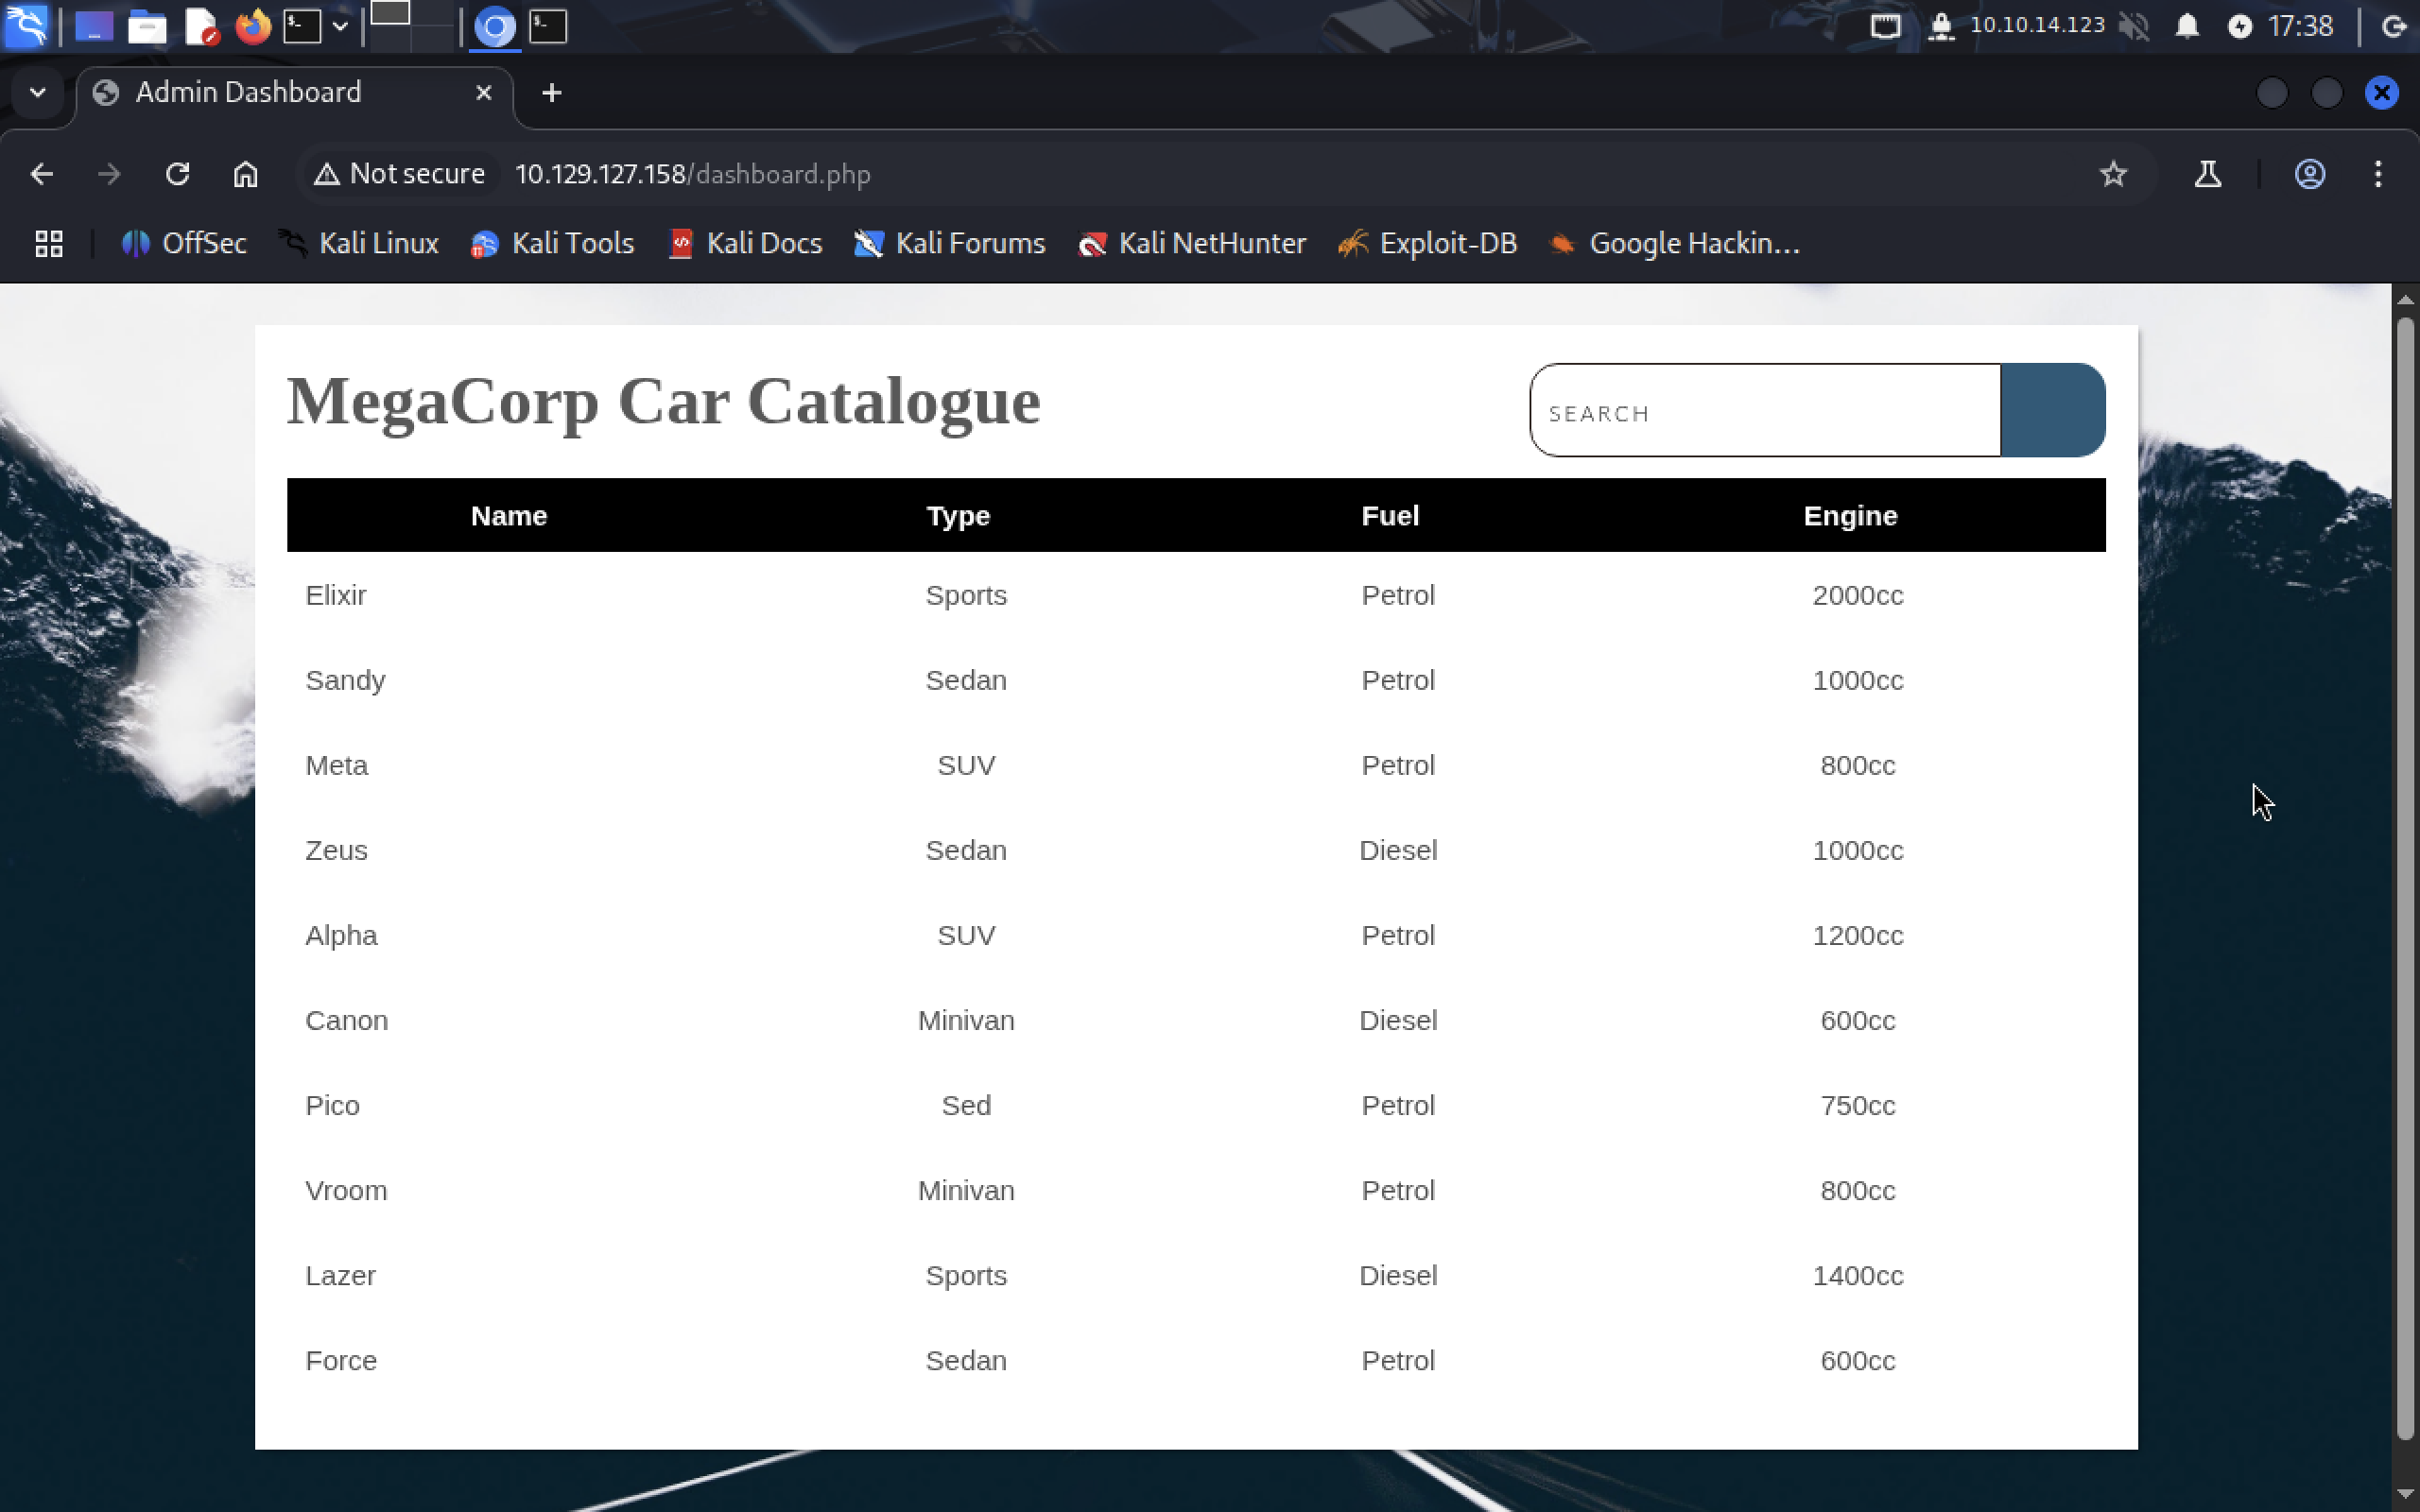 10.10.14.123 17:38
Admin Dashboard
Not secure 10.129.127.158/dashboard.php
OffSec Kali Linux Kali Tools Kali Docs Kali Forums Kali NetHunter Exploit-DB Google Hackin...
MegaCorp Car Catalogue SEARCH
Name Type Fuel Engine
Elixir Sports Petrol 2000cc
Sandy Sedan Petrol 1000cc
Meta SUV Petrol 800cc
Zeus Sedan Diesel 1000cc
Alpha SUV Petrol 1200cc
Canon Minivan Diesel 600cc
Pico Sed Petrol 750cc
Vroom Minivan Petrol 800cc
Lazer Sports Diesel 1400cc
Force Sedan Petrol 600cc